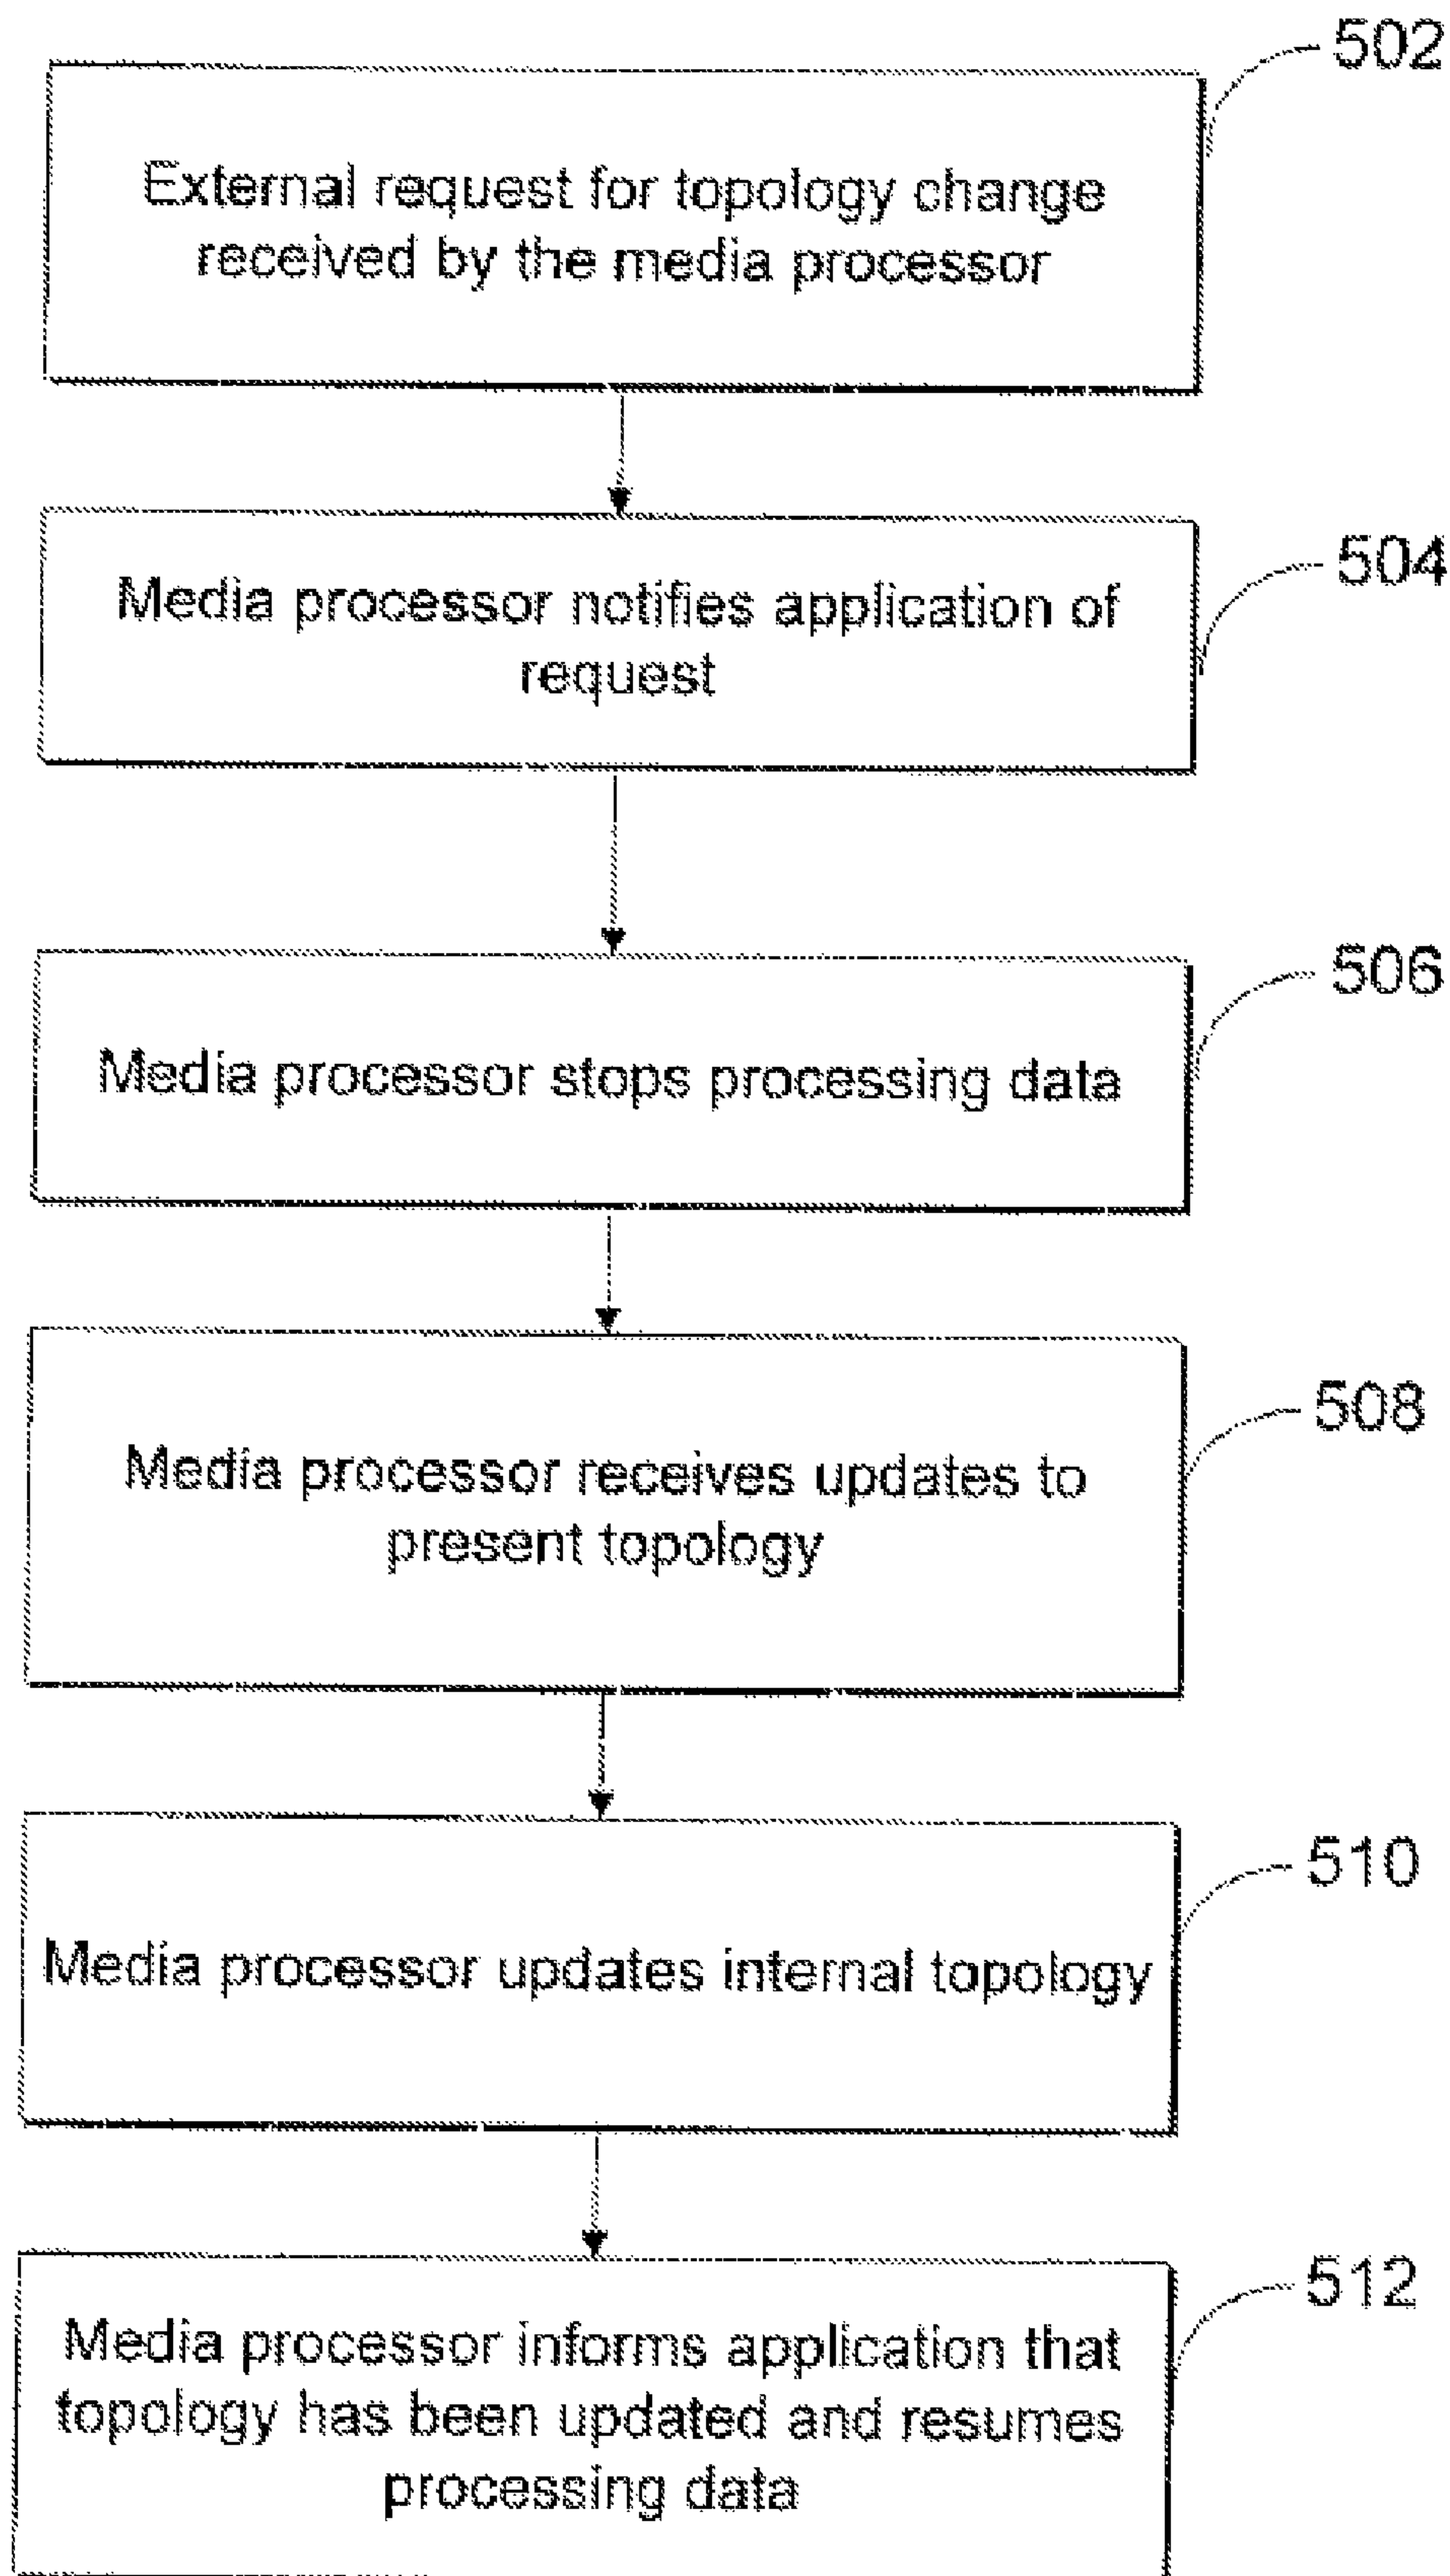 502
External request for topology change
received by the media processor
504
Media processor notifies application of
request
506
Media processor stops processing data
508
Media processor receives updates to
present topology
510
Media processor updates internal topology
512
Media processor informs application that
topology has been updated and resumes
processing data